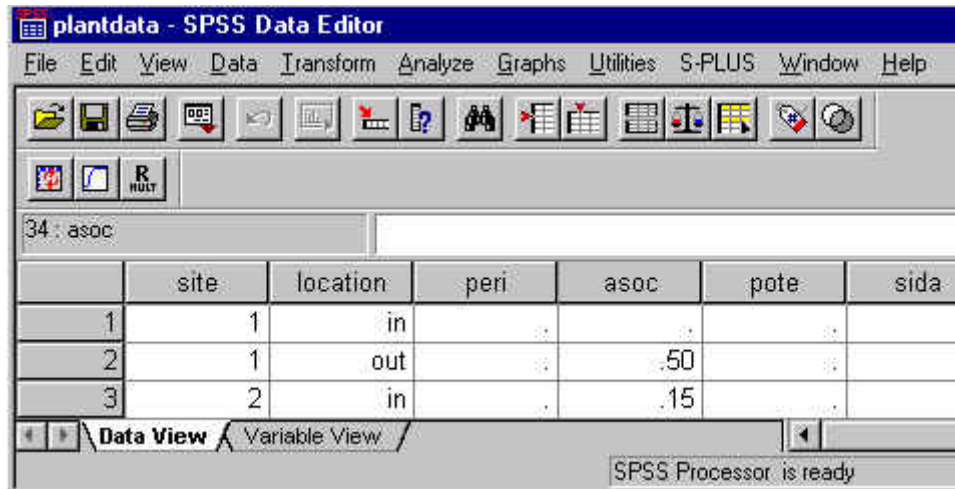 plantdata - SPSS Data Editor
File Edit View Data Transform Analyze Graphs Utilities S-PLUS Window Help
R
MULT
34 : asoc
site location peri asoc pote sida
1 1 in . . .
2 1 out . .50 .
3 2 in . .15 .
Data View Variable View
SPSS Processor is ready